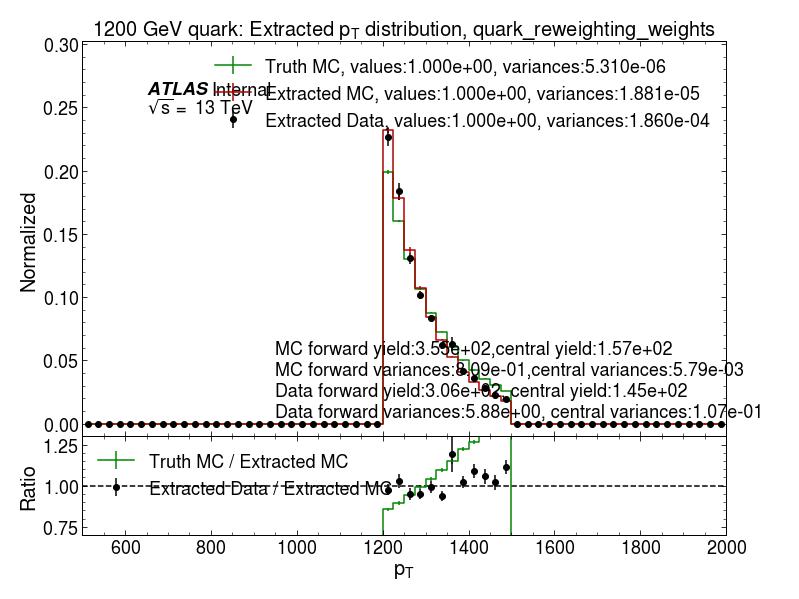 1200 GeV quark: Extracted pT distribution, quark_reweighting_weights
0.30
0.25
0.20
0.15
0.10
0.05
0.00
Normalized
Truth MC, values:1.000e+00, variances:5.310e-06
Extracted MC, values:1.000e+00, variances:1.881e-05
Extracted Data, values:1.000e+00, variances:1.860e-04
ATLAS Internal
√s = 13 TeV
MC forward yield:3.55e+02,central yield:1.57e+02
MC forward variances:8.09e-01,central variances:5.79e-03
Data forward yield:3.06e+02, central yield:1.45e+02
Data forward variances:5.88e+00, central variances:1.07e-01
1.25
1.00
0.75
Ratio
Truth MC / Extracted MC
Extracted Data / Extracted MC
600 800 1000 1200 1400 1600 1800 2000
pT